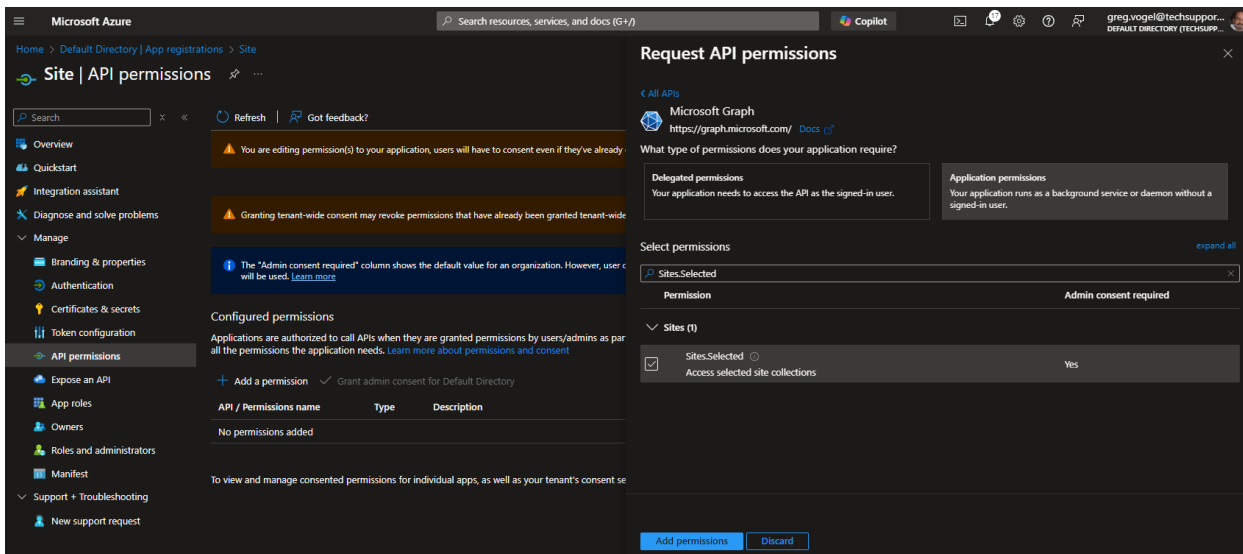 Microsoft Azure
Search resources, services, and docs (G+/)
Copilot
17
greg.vogel@techsuppor...
DEFAULT DIRECTORY (TECHSUPP...
Home > Default Directory | App registrations > Site
Site | API permissions
Search
Overview
Quickstart
Integration assistant
Diagnose and solve problems
Manage
Branding & properties
Authentication
Certificates & secrets
Token configuration
API permissions
Expose an API
App roles
Owners
Roles and administrators
Manifest
Support + Troubleshooting
New support request
Refresh
Got feedback?
You are editing permission(s) to your application, users will have to consent even if they've already
Granting tenant-wide consent may revoke permissions that have already been granted tenant-wide
The "Admin consent required" column shows the default value for an organization. However, user c
will be used. Learn more
Configured permissions
Applications are authorized to call APIs when they are granted permissions by users/admins as par
all the permissions the application needs. Learn more about permissions and consent
Add a permission
Grant admin consent for Default Directory
API / Permissions name Type Description
No permissions added
To view and manage consented permissions for individual apps, as well as your tenant's consent se
Request API permissions
All APIs
Microsoft Graph
https://graph.microsoft.com/ Docs
What type of permissions does your application require?
Delegated permissions
Your application needs to access the API as the signed-in user.
Application permissions
Your application runs as a background service or daemon without a
signed-in user.
Select permissions
expand all
Sites.Selected
Permission Admin consent required
Sites (1)
Sites.Selected
Access selected site collections
Yes
Add permissions
Discard